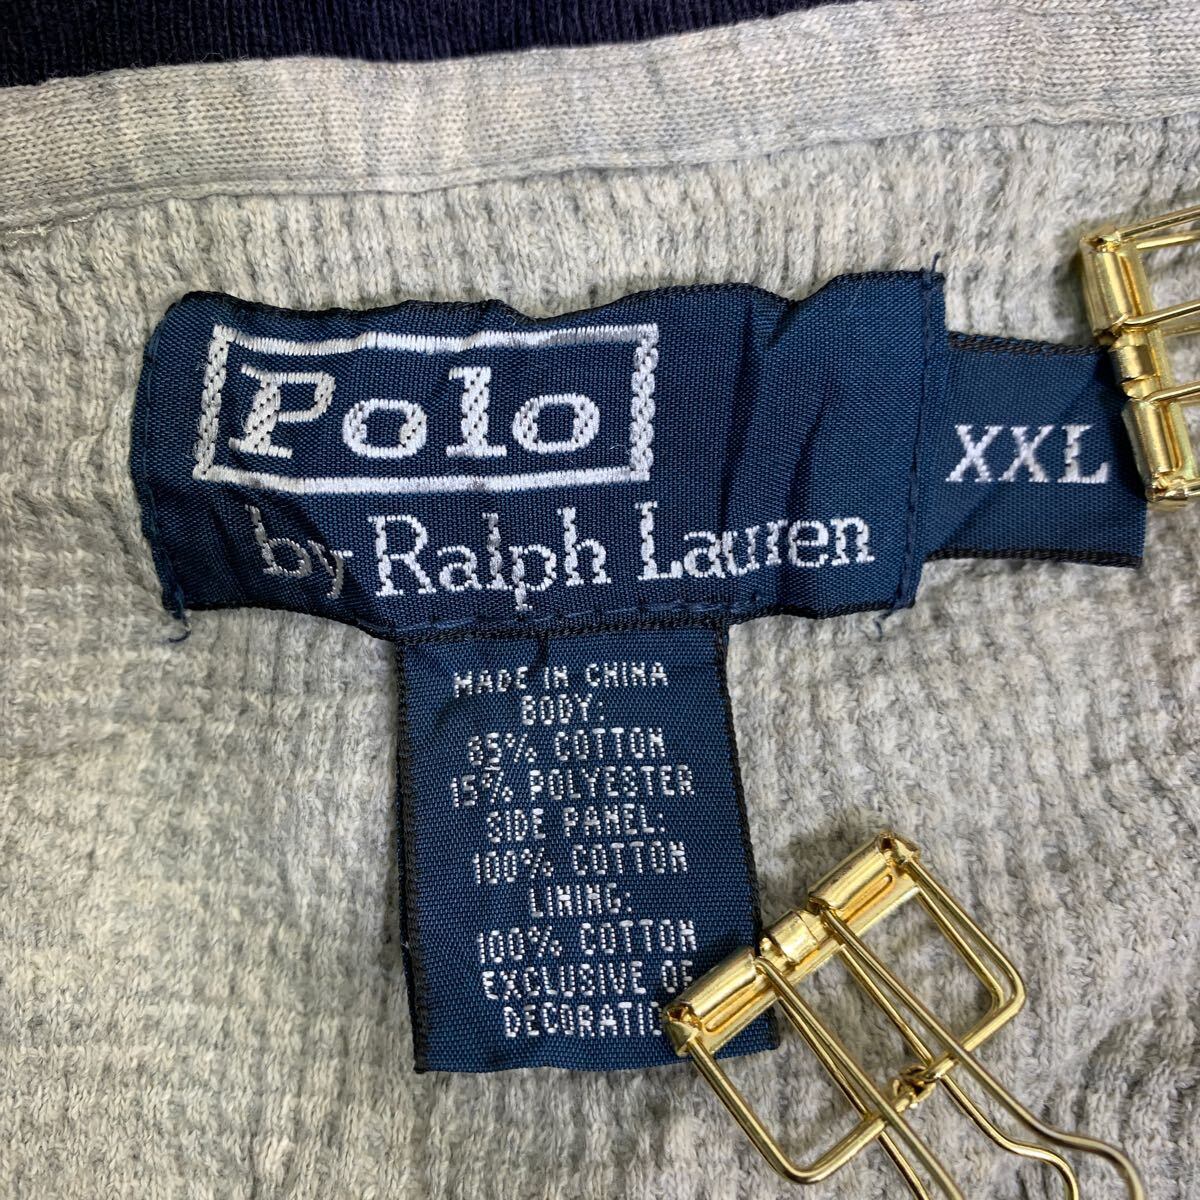 Polo
by Ralph Lauren
XXL
MADE IN CHINA
BODY:
85% COTTON
15% POLYESTER
SIDE PANEL:
100% COTTON
LINING:
100% COTTON
EXCLUSIVE OF